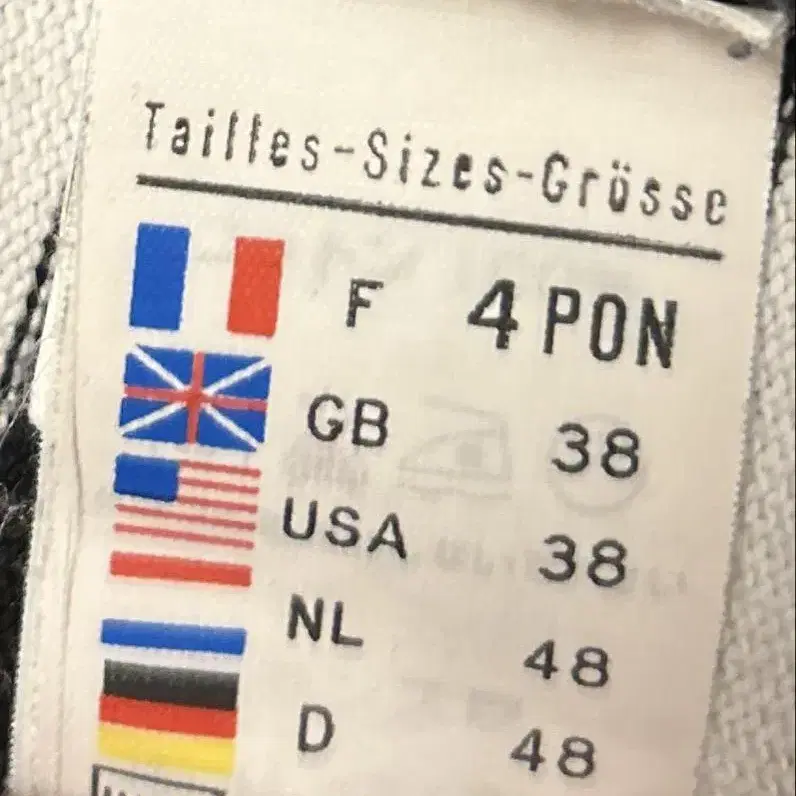 Tailles-Sizes-Grösse
F 4 PON
GB 38
USA 38
NL 48
D 48